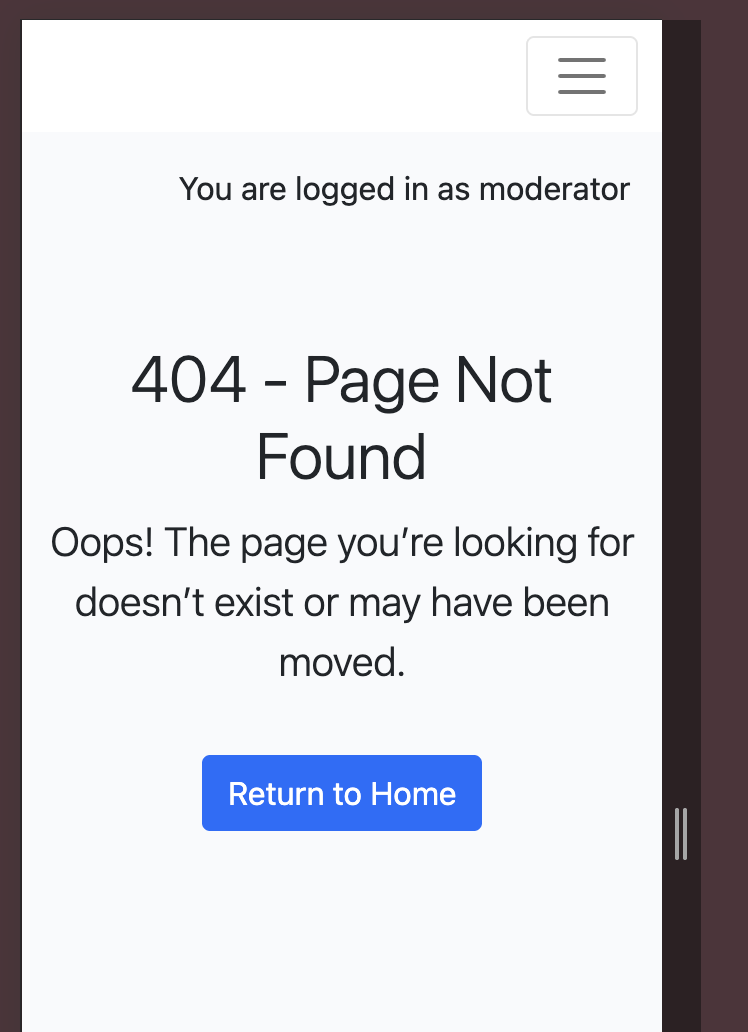 You are logged in as moderator
404 - Page Not
Found
Oops! The page you’re looking for
doesn’t exist or may have been
moved.
Return to Home